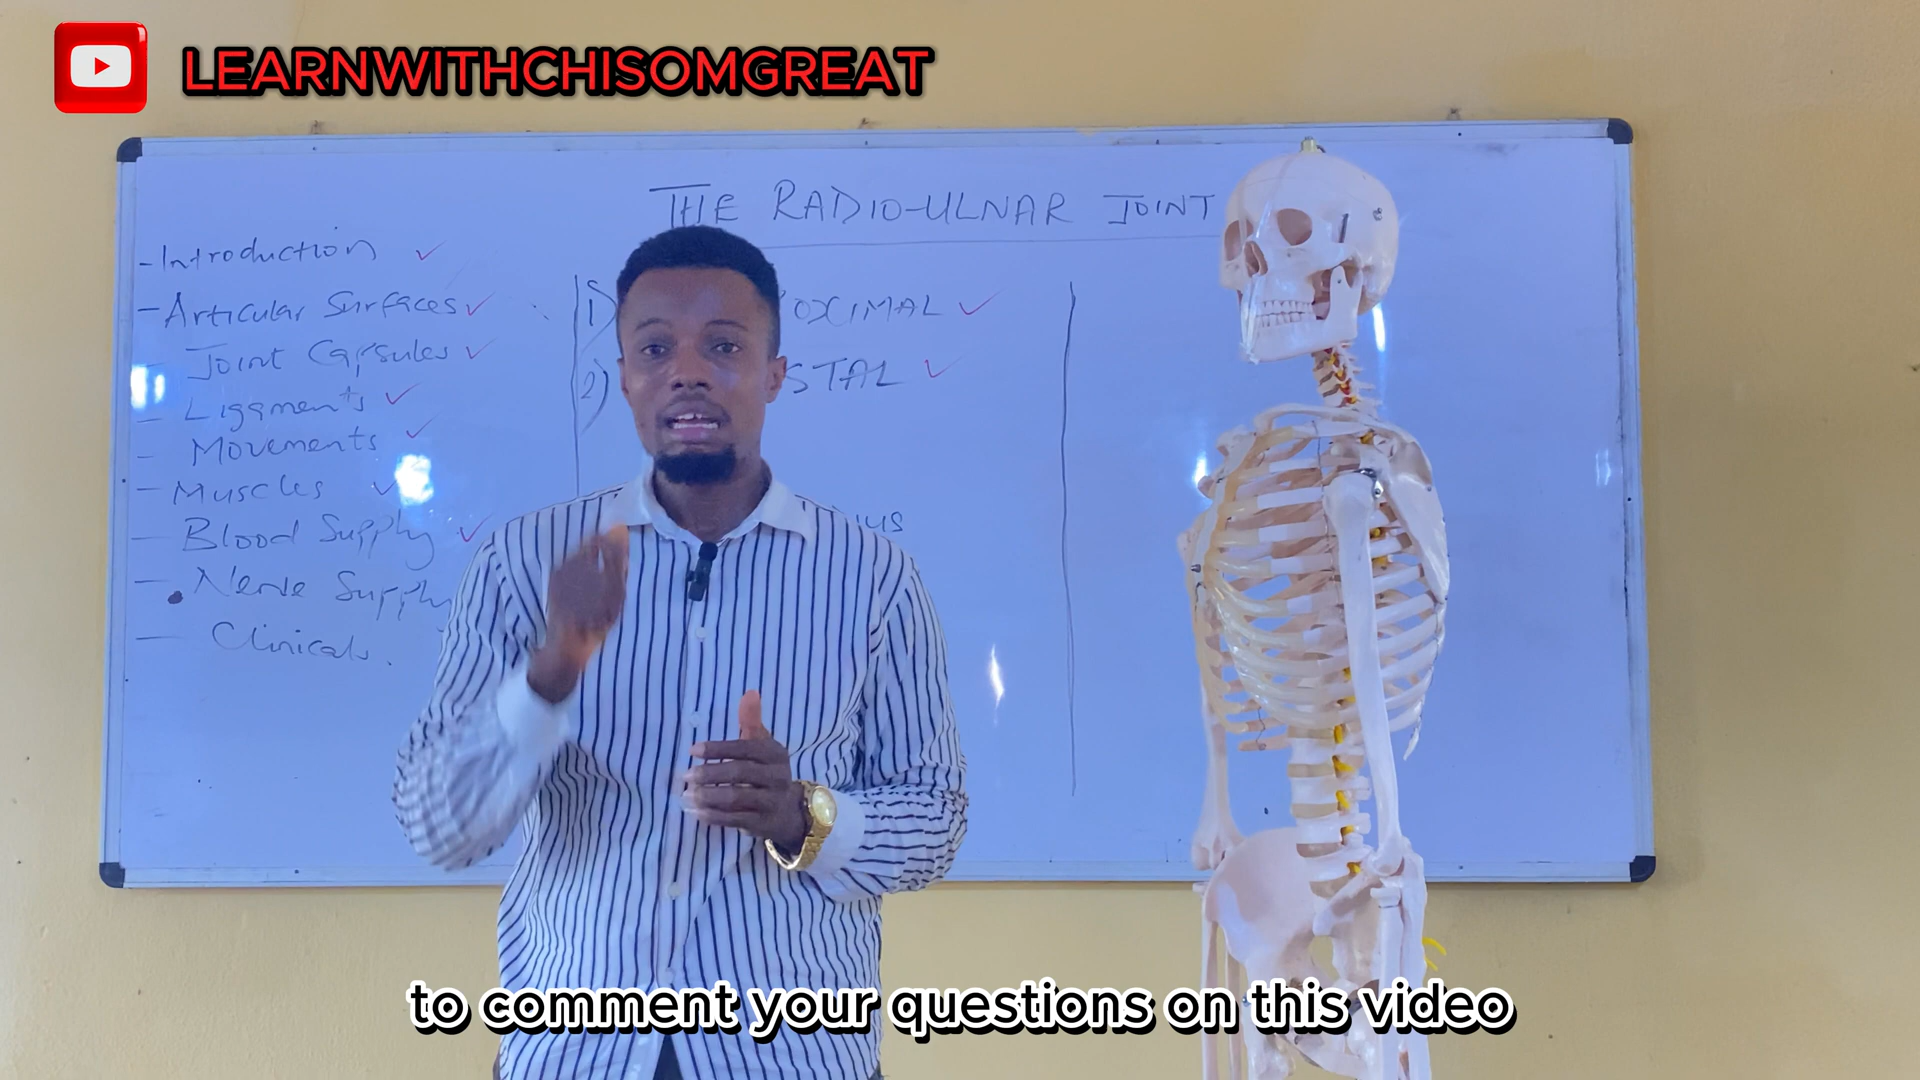 LEARNWITHCHISOMGREAT
THE RADIO-ULNAR JOINT
- Introduction ✓
- Articular Surfaces ✓
- Joint Capsules ✓
- Ligaments ✓
- Movements ✓
- Muscles ✓
- Blood Supply ✓
- Nerve Supply
- Clinicals.
1) OXIMAL ✓
2) STAL ✓
to comment your questions on this video